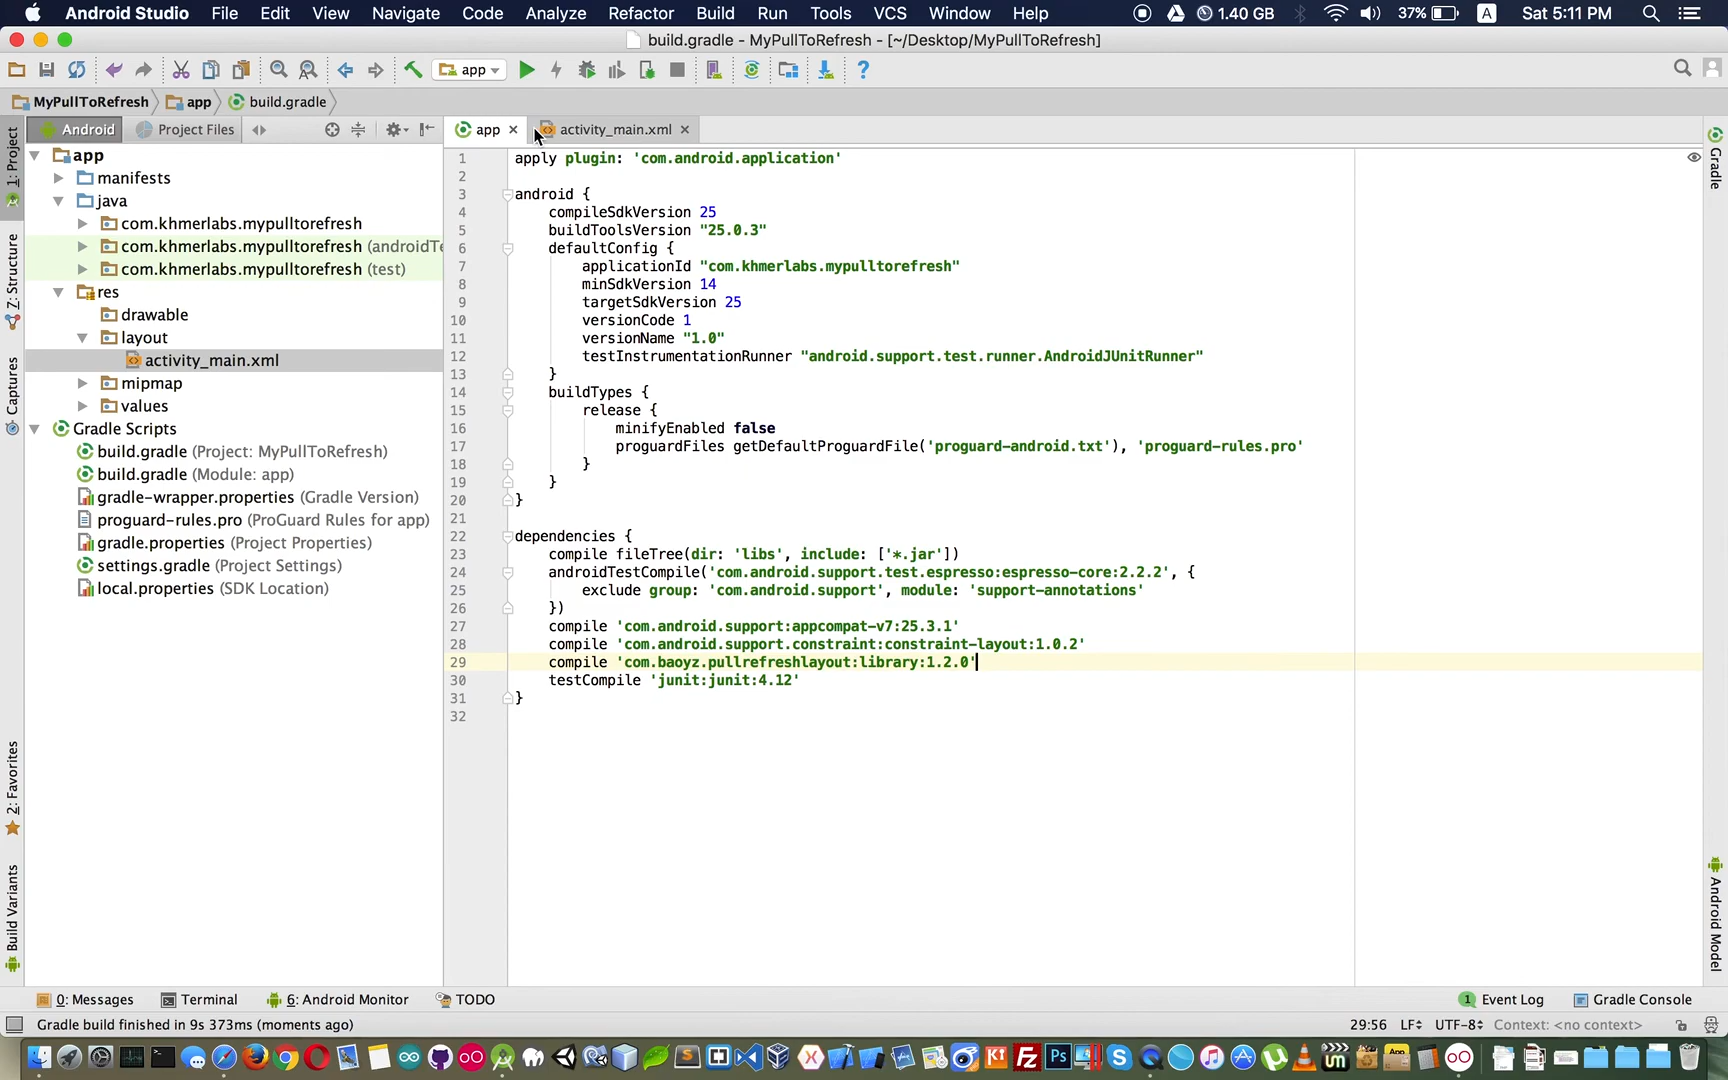 Android Studio File Edit View Navigate Code Analyze Refactor Build Run Tools VCS Window Help 1.40 GB 37% A Sat 5:11 PM
build.gradle - MyPullToRefresh - [~/Desktop/MyPullToRefresh]
app
MyPullToRefresh app build.gradle
Android Project Files
app activity_main.xml
1: Project
Z: Structure
Captures
2: Favorites
Build Variants
app
manifests
java
com.khmerlabs.mypulltorefresh
com.khmerlabs.mypulltorefresh (androidTe
com.khmerlabs.mypulltorefresh (test)
res
drawable
layout
activity_main.xml
mipmap
values
Gradle Scripts
build.gradle (Project: MyPullToRefresh)
build.gradle (Module: app)
gradle-wrapper.properties (Gradle Version)
proguard-rules.pro (ProGuard Rules for app)
gradle.properties (Project Properties)
settings.gradle (Project Settings)
local.properties (SDK Location)
1 apply plugin: 'com.android.application'
2
3 android {
4 compileSdkVersion 25
5 buildToolsVersion "25.0.3"
6 defaultConfig {
7 applicationId "com.khmerlabs.mypulltorefresh"
8 minSdkVersion 14
9 targetSdkVersion 25
10 versionCode 1
11 versionName "1.0"
12 testInstrumentationRunner "android.support.test.runner.AndroidJUnitRunner"
13 }
14 buildTypes {
15 release {
16 minifyEnabled false
17 proguardFiles getDefaultProguardFile('proguard-android.txt'), 'proguard-rules.pro'
18 }
19 }
20 }
21
22 dependencies {
23 compile fileTree(dir: 'libs', include: ['*.jar'])
24 androidTestCompile('com.android.support.test.espresso:espresso-core:2.2.2', {
25 exclude group: 'com.android.support', module: 'support-annotations'
26 })
27 compile 'com.android.support:appcompat-v7:25.3.1'
28 compile 'com.android.support.constraint:constraint-layout:1.0.2'
29 compile 'com.baoyz.pullrefreshlayout:library:1.2.0'
30 testCompile 'junit:junit:4.12'
31 }
32
Gradle
Android Model
0: Messages Terminal 6: Android Monitor TODO 1 Event Log Gradle Console
Gradle build finished in 9s 373ms (moments ago) 29:56 LF UTF-8 Context: <no context>